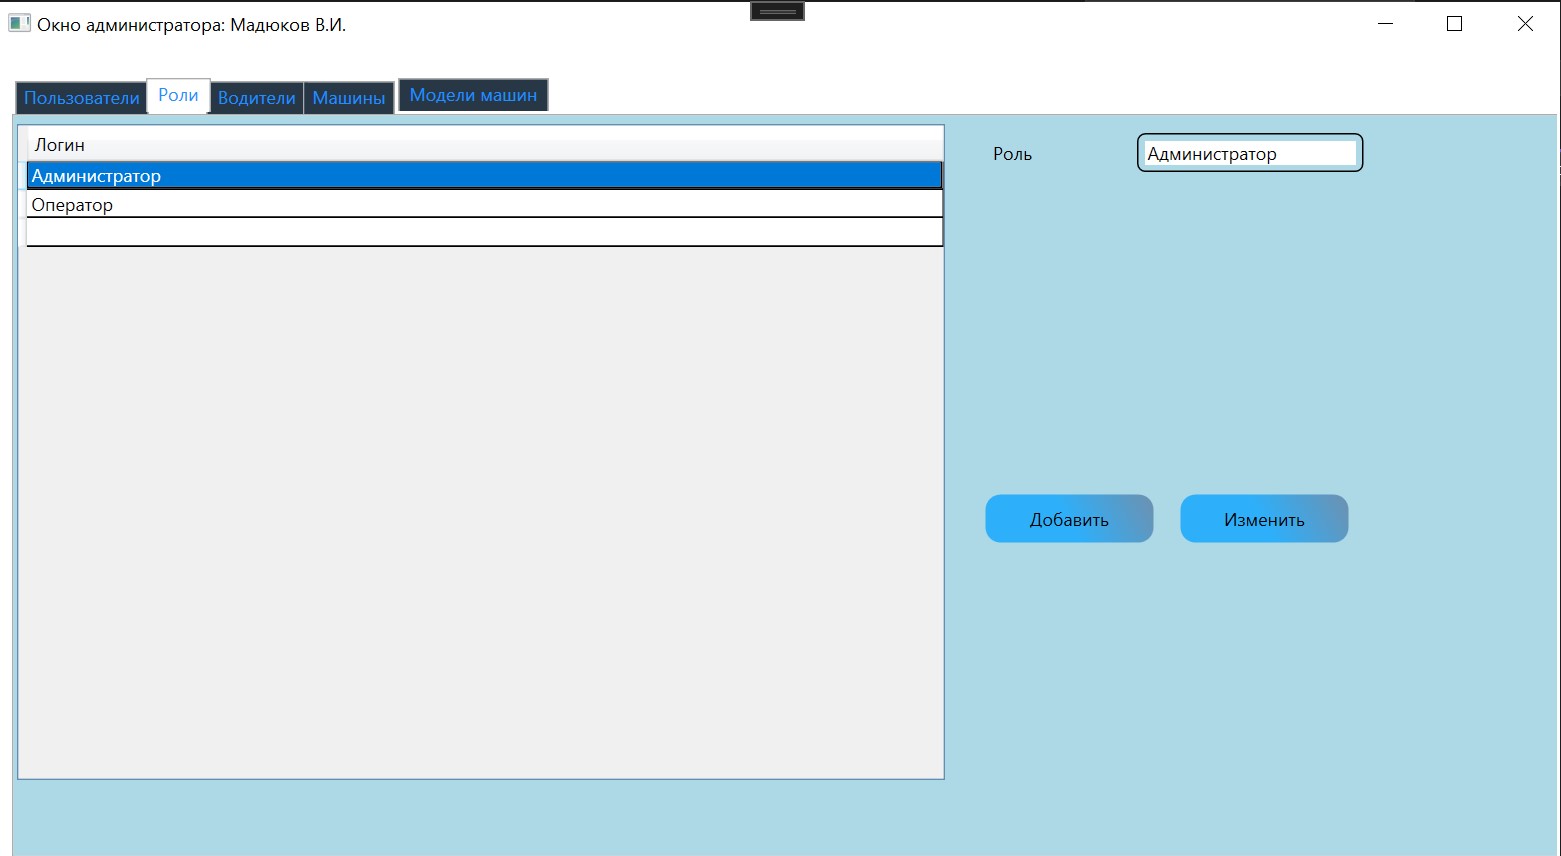 Окно администратора: Мадюков В.И.
Пользователи Роли Водители Машины Модели машин
Логин
Администратор
Оператор
Роль Администратор
Добавить Изменить